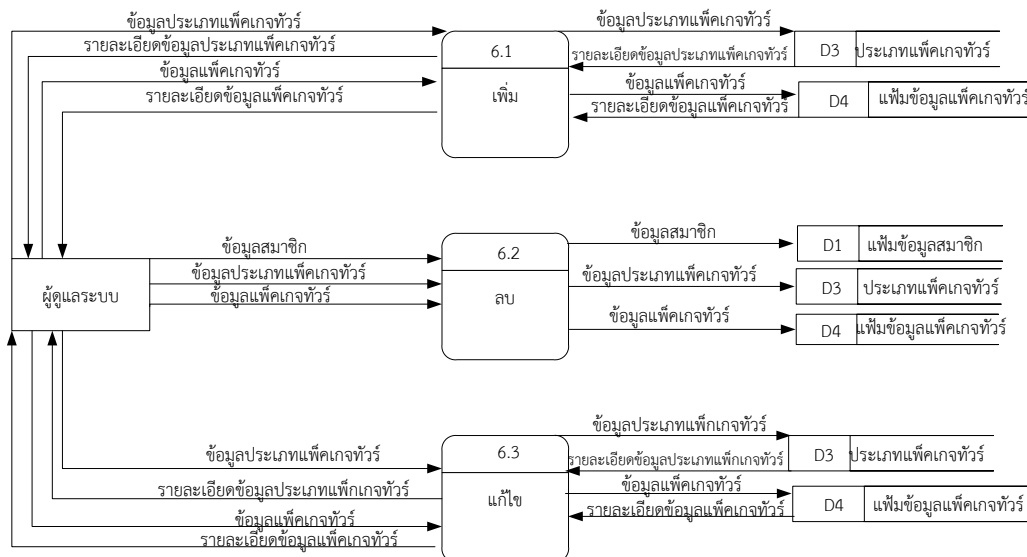 ข้อมูลประเภทแพ็คเกจทัวร์
รายละเอียดข้อมูลประเภทแพ็คเกจทัวร์
ข้อมูลแพ็คเกจทัวร์
รายละเอียดข้อมูลแพ็คเกจทัวร์
6.1
เพิ่ม
ข้อมูลประเภทแพ็คเกจทัวร์
รายละเอียดข้อมูลประเภทแพ็คเกจทัวร์
ข้อมูลแพ็คเกจทัวร์
รายละเอียดข้อมูลแพ็คเกจทัวร์
D3 ประเภทแพ็คเกจทัวร์
D4 แฟ้มข้อมูลแพ็คเกจทัวร์
ผู้ดูแลระบบ
ข้อมูลสมาชิก
ข้อมูลประเภทแพ็คเกจทัวร์
ข้อมูลแพ็คเกจทัวร์
6.2
ลบ
ข้อมูลสมาชิก
ข้อมูลประเภทแพ็คเกจทัวร์
ข้อมูลแพ็คเกจทัวร์
D1 แฟ้มข้อมูลสมาชิก
D3 ประเภทแพ็คเกจทัวร์
D4 แฟ้มข้อมูลแพ็คเกจทัวร์
ข้อมูลประเภทแพ็คเกจทัวร์
รายละเอียดข้อมูลประเภทแพ็กเกจทัวร์
ข้อมูลแพ็คเกจทัวร์
รายละเอียดข้อมูลแพ็คเกจทัวร์
6.3
แก้ไข
ข้อมูลประเภทแพ็กเกจทัวร์
รายละเอียดข้อมูลประเภทแพ็กเกจทัวร์
ข้อมูลแพ็คเกจทัวร์
รายละเอียดข้อมูลแพ็คเกจทัวร์
D3 ประเภทแพ็คเกจทัวร์
D4 แฟ้มข้อมูลแพ็คเกจทัวร์